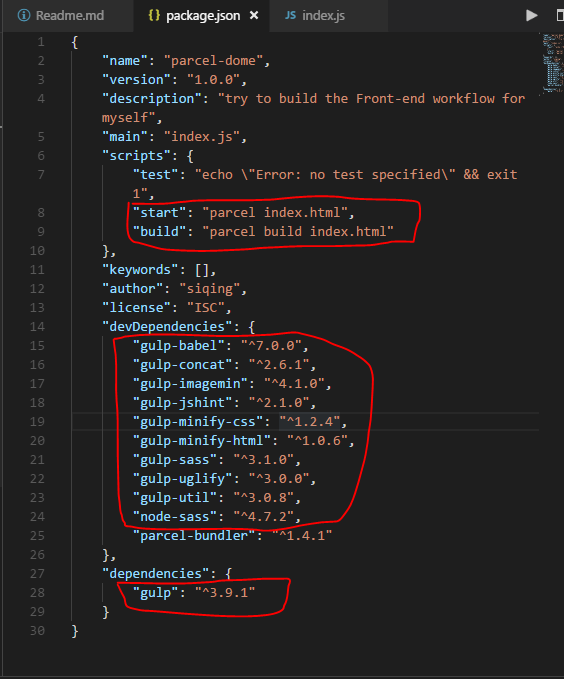 Readme.md {} package.json × JS index.js
1 {
2 "name": "parcel-dome",
3 "version": "1.0.0",
4 "description": "try to build the Front-end workflow for
myself",
5 "main": "index.js",
6 "scripts": {
7 "test": "echo \"Error: no test specified\" && exit
1",
8 "start": "parcel index.html",
9 "build": "parcel build index.html"
10 },
11 "keywords": [],
12 "author": "siqing",
13 "license": "ISC",
14 "devDependencies": {
15 "gulp-babel": "^7.0.0",
16 "gulp-concat": "^2.6.1",
17 "gulp-imagemin": "^4.1.0",
18 "gulp-jshint": "^2.1.0",
19 "gulp-minify-css": "^1.2.4",
20 "gulp-minify-html": "^1.0.6",
21 "gulp-sass": "^3.1.0",
22 "gulp-uglify": "^3.0.0",
23 "gulp-util": "^3.0.8",
24 "node-sass": "^4.7.2",
25 "parcel-bundler": "^1.4.1"
26 },
27 "dependencies": {
28 "gulp": "^3.9.1"
29 }
30 }